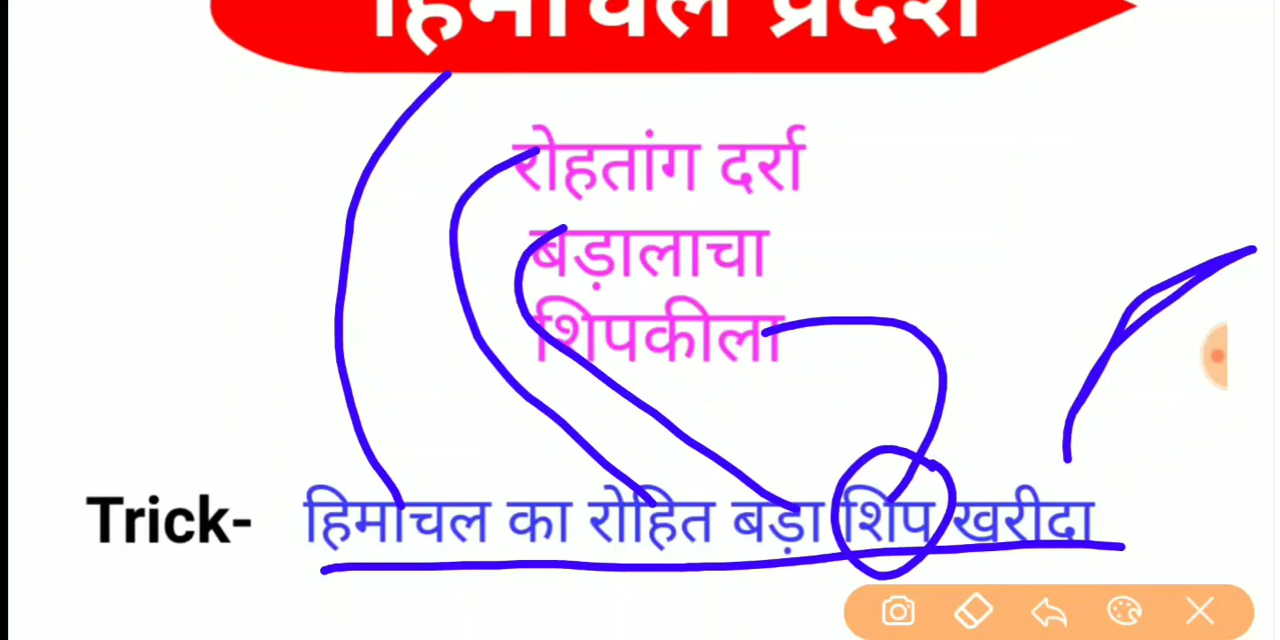 हिमाचल प्रदेश
रोहतांग दर्रा
बड़ालाचा
शिपकीला
Trick- हिमाचल का रोहित बड़ा शिप खरीदा